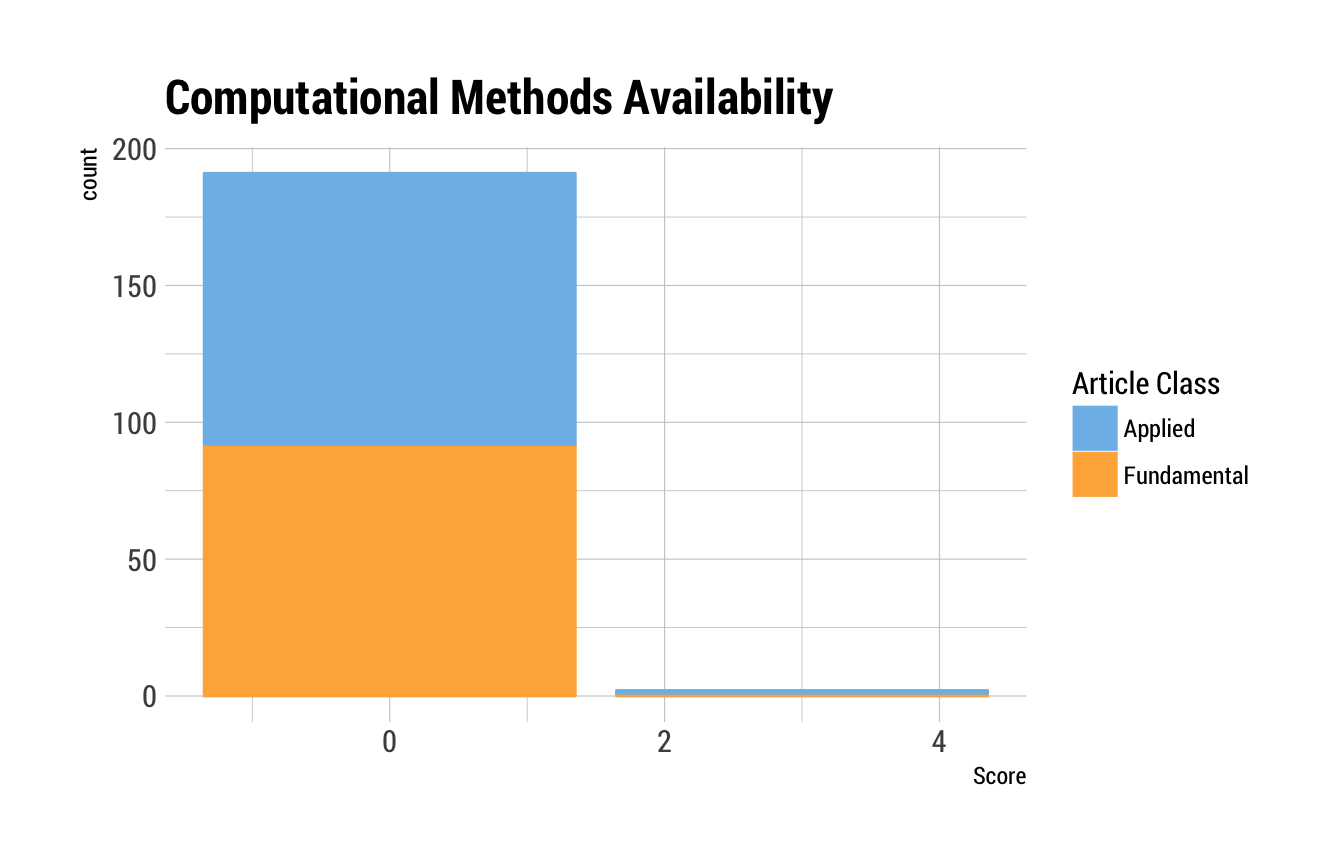 Computational Methods Availability
count
200
150
100
50
0
0 2 4
Score
Article Class
Applied
Fundamental